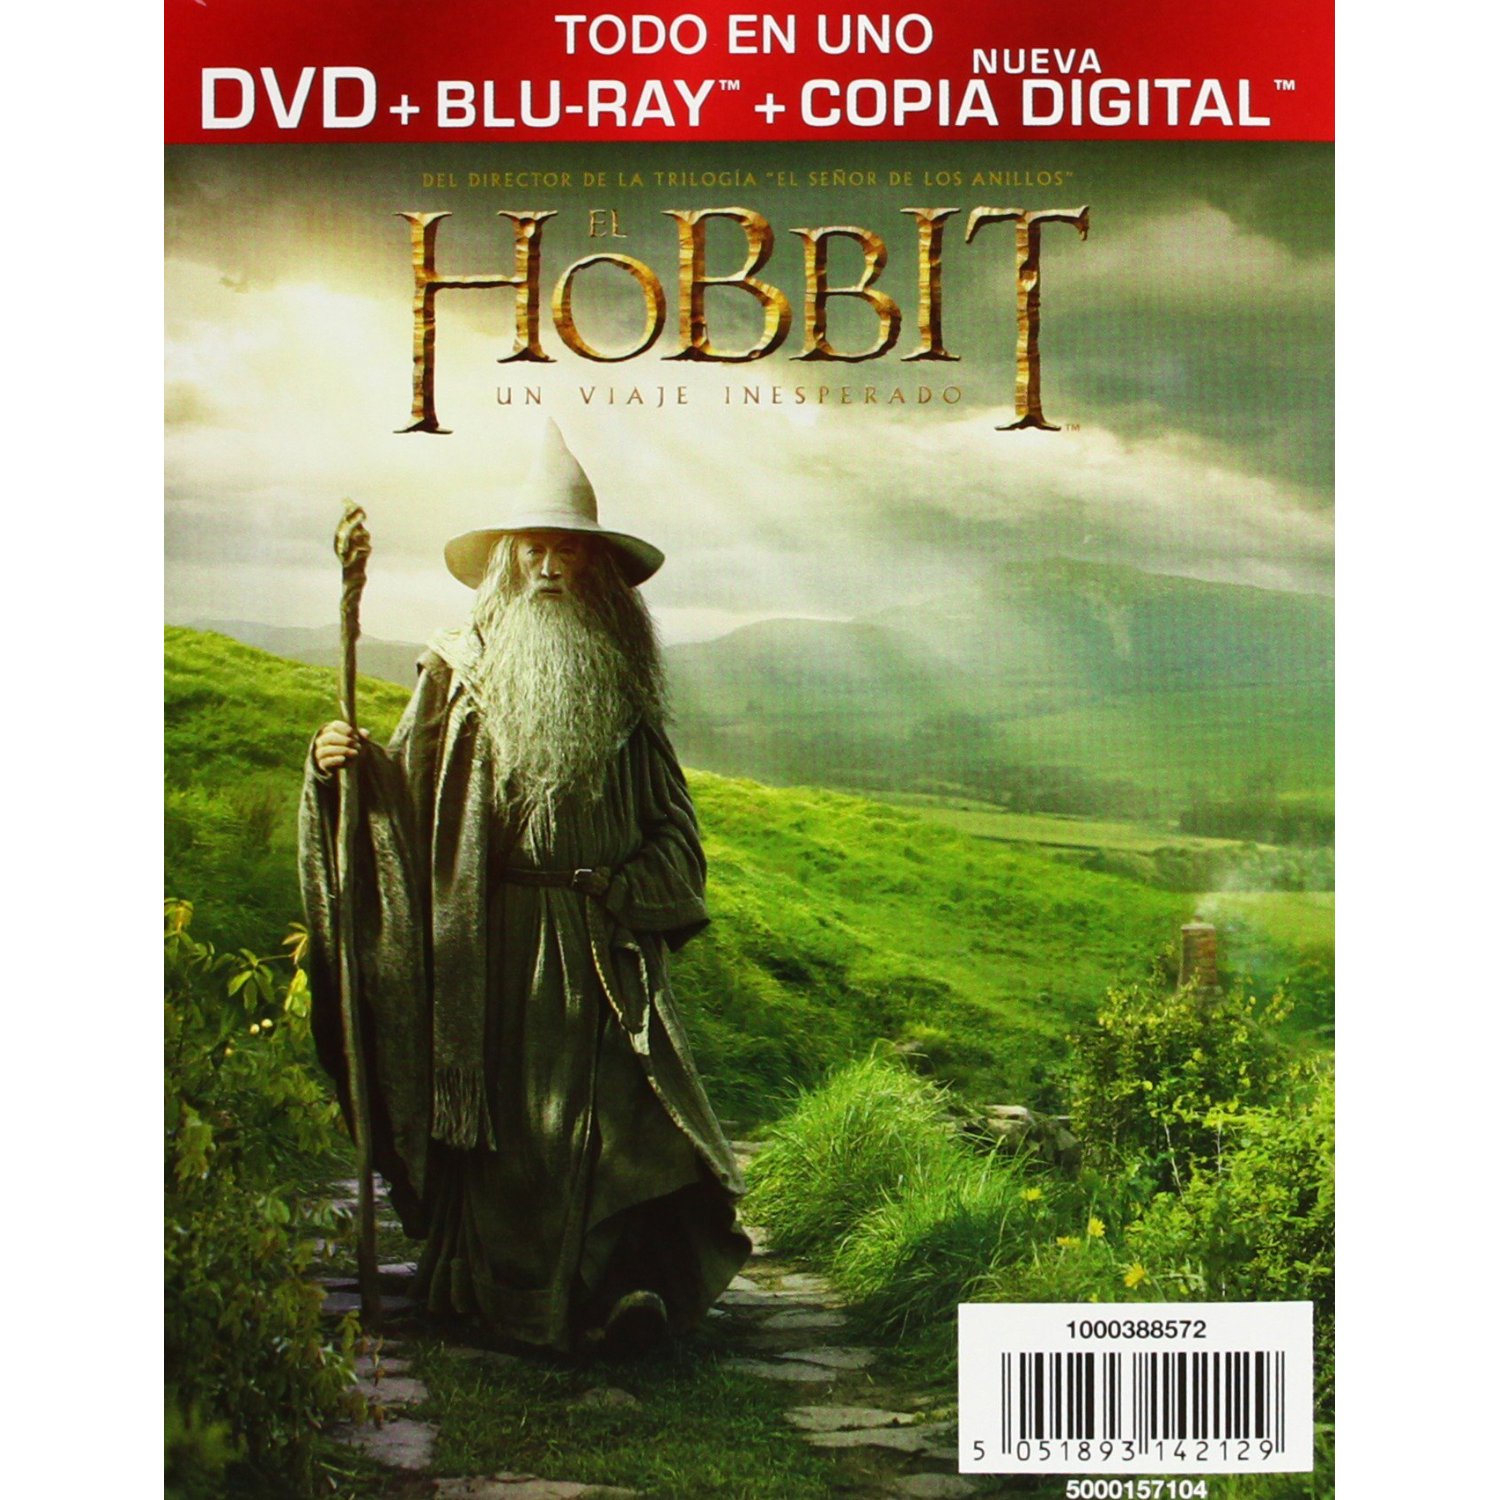 TODO EN UNO
DVD + BLU-RAY™ + NUEVA COPIA DIGITAL™
DEL DIRECTOR DE LA TRILOGÍA "EL SEÑOR DE LOS ANILLOS"
EL
HOBBIT
UN VIAJE INESPERADO ™
1000388572
5 051893 142129
5000157104